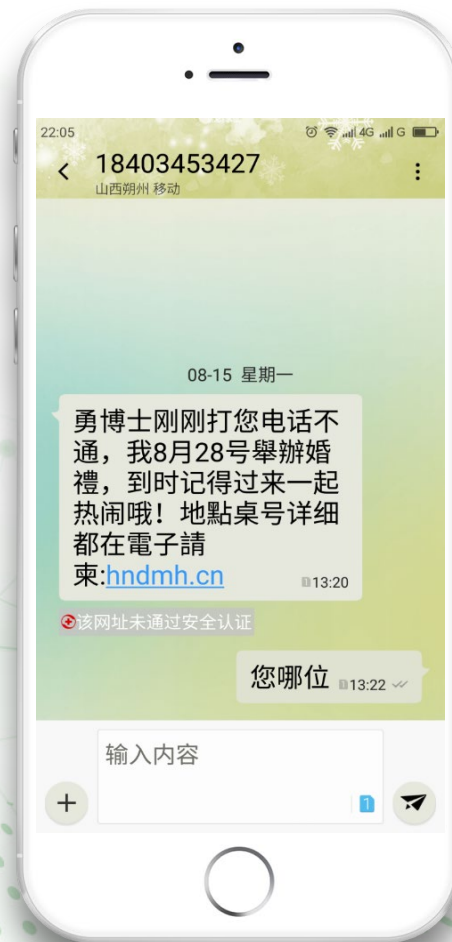 22:05 4G G
18403453427
山西朔州 移动
08-15 星期一
勇博士刚刚打您电话不
通，我8月28号舉辦婚
禮，到时记得过来一起
热闹哦！地點桌号详细
都在電子請
柬:hndmh.cn
1 13:20
该网址未通过安全认证
您哪位 1 13:22
输入内容
1